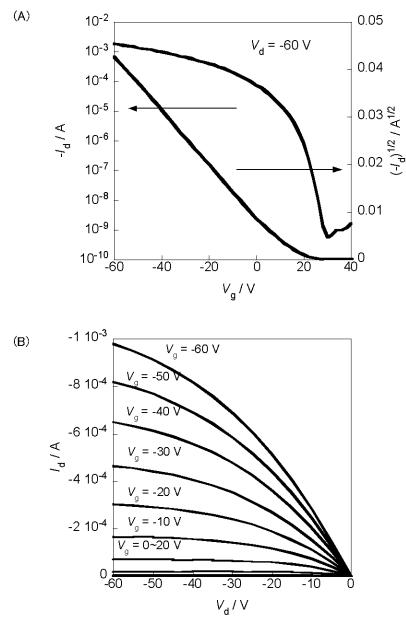 (A)
V_d = -60 V
10^-2
10^-3
10^-4
10^-5
10^-6
10^-7
10^-8
10^-9
10^-10
-I_d / A
0.05
0.04
0.03
0.02
0.01
0
(-I_d)^1/2 / A^1/2
-60 -40 -20 0 20 40
V_g / V
(B)
-1 10^-3
-8 10^-4
-6 10^-4
-4 10^-4
-2 10^-4
0
I_d / A
V_g = -60 V
V_g = -50 V
V_g = -40 V
V_g = -30 V
V_g = -20 V
V_g = -10 V
V_g = 0~20 V
-60 -50 -40 -30 -20 -10 0
V_d / V